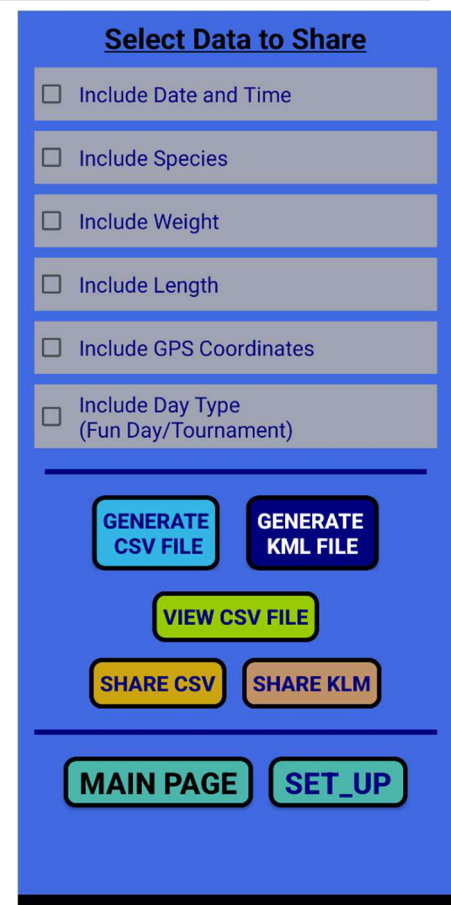 Select Data to Share
Include Date and Time
Include Species
Include Weight
Include Length
Include GPS Coordinates
Include Day Type
(Fun Day/Tournament)
GENERATE
CSV FILE
GENERATE
KML FILE
VIEW CSV FILE
SHARE CSV
SHARE KLM
MAIN PAGE
SET_UP